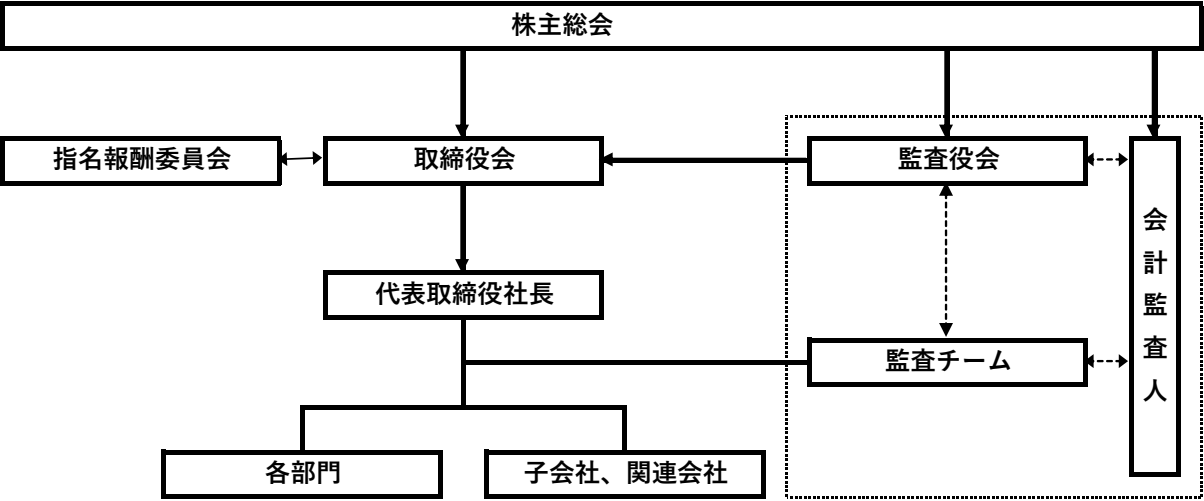 株主総会
指名報酬委員会
取締役会
監査役会
会計監査人
代表取締役社長
監査チーム
各部門
子会社、関連会社